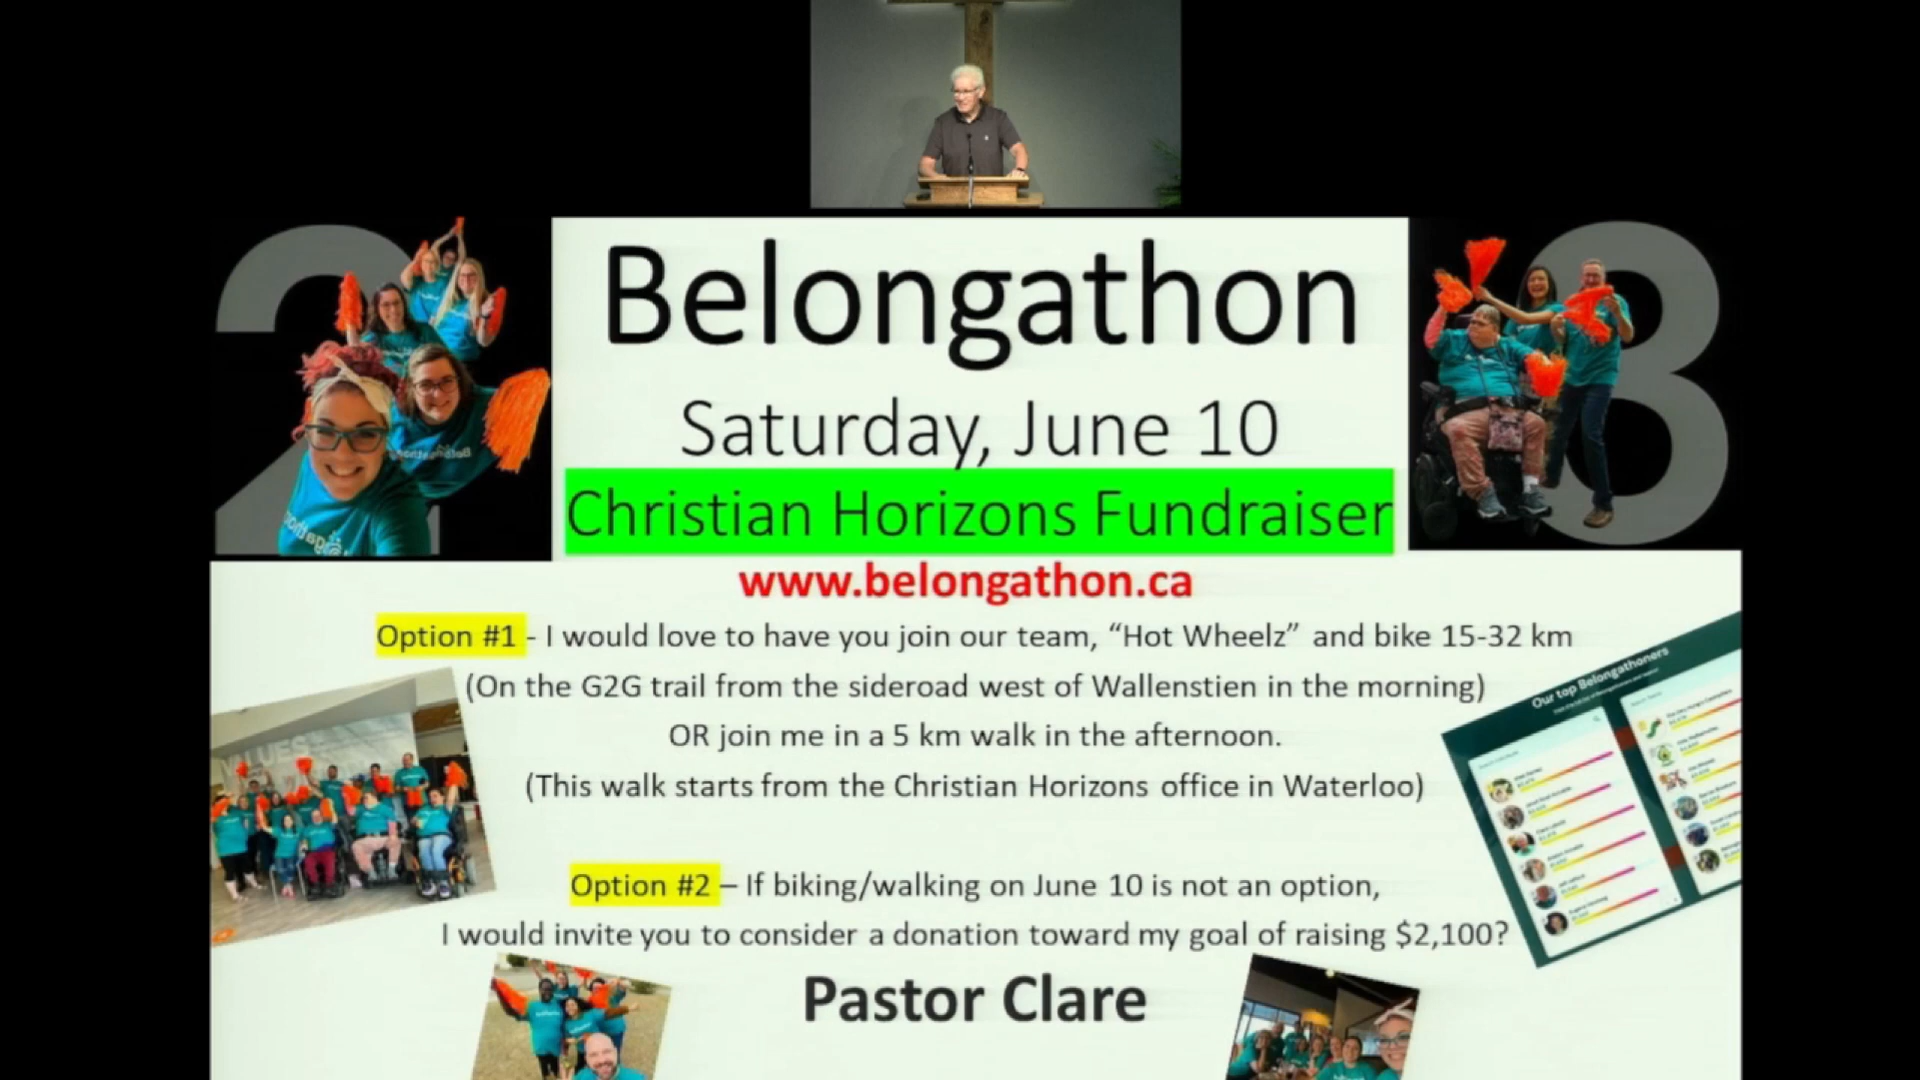 2 3
Belongathon
Saturday, June 10
Christian Horizons Fundraiser
www.belongathon.ca
Option #1 - I would love to have you join our team, “Hot Wheelz” and bike 15-32 km
(On the G2G trail from the sideroad west of Wallenstien in the morning)
OR join me in a 5 km walk in the afternoon.
(This walk starts from the Christian Horizons office in Waterloo)
VALUES
Our top Belongathoners
Option #2 – If biking/walking on June 10 is not an option,
I would invite you to consider a donation toward my goal of raising $2,100?
Pastor Clare